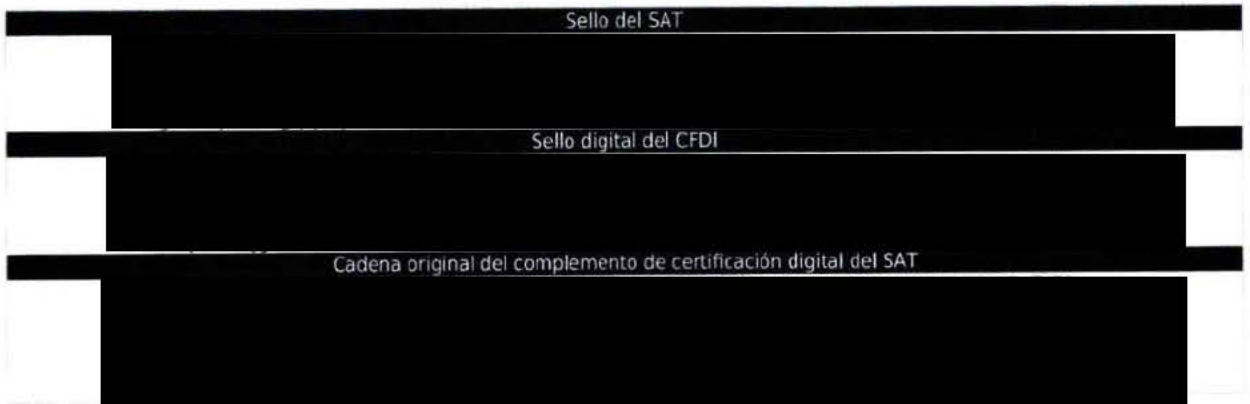 Sello del SAT
Sello digital del CFDI
Cadena original del complemento de certificación digital del SAT